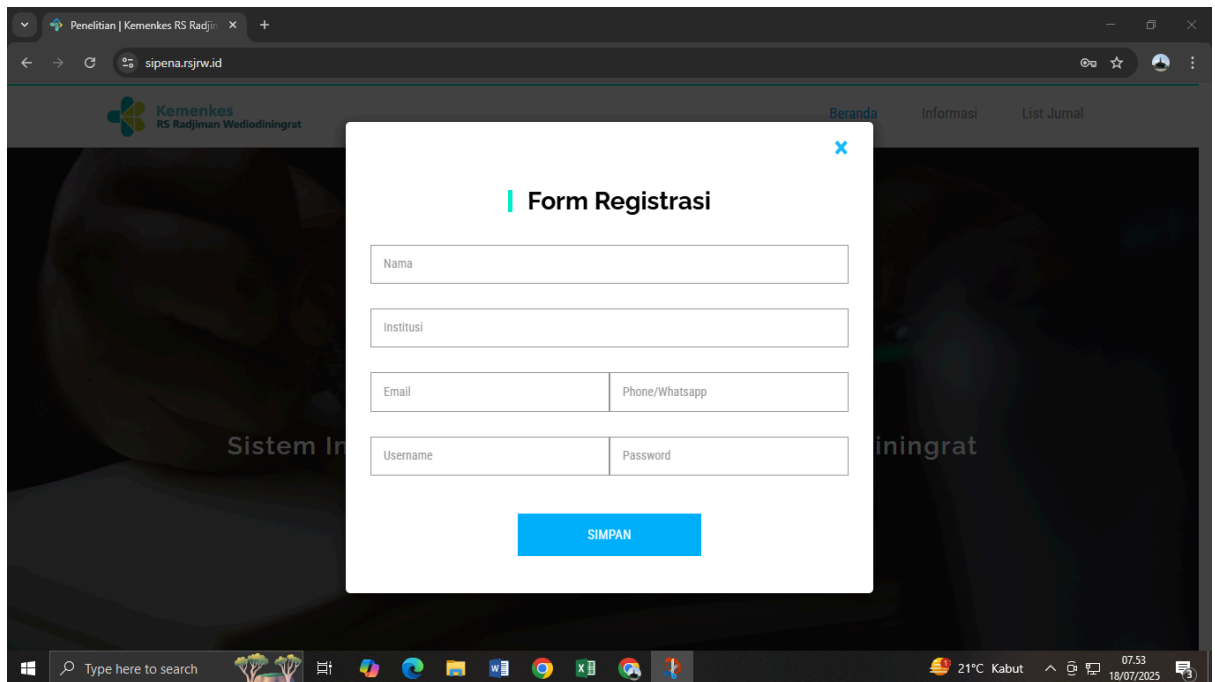 Penelitian | Kemenkes RS Radjin
sipena.rsjrw.id
Kemenkes
RS Radjiman Wediodiningrat
Beranda
Informasi
List Jurnal
Form Registrasi
Nama
Institusi
Email
Phone/Whatsapp
Sistem In
iningrat
Username
Password
SIMPAN
Type here to search
21°C Kabut
07.53
18/07/2025
3